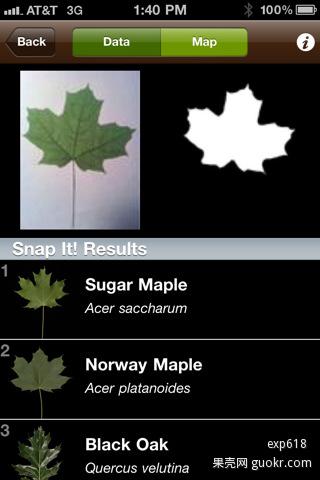 AT&T 3G 1:40 PM 100%
Back Data Map i
Snap It! Results
1
Sugar Maple
Acer saccharum
2
Norway Maple
Acer platanoides
3
Black Oak
Quercus velutina
exp618
果壳网 guokr.com